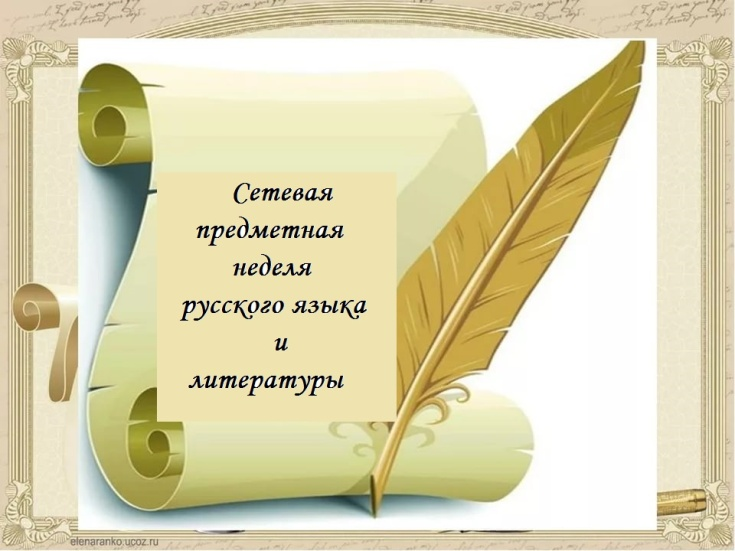 Сетевая
предметная
неделя
русского языка
и
литературы
elenaranko.ucoz.ru